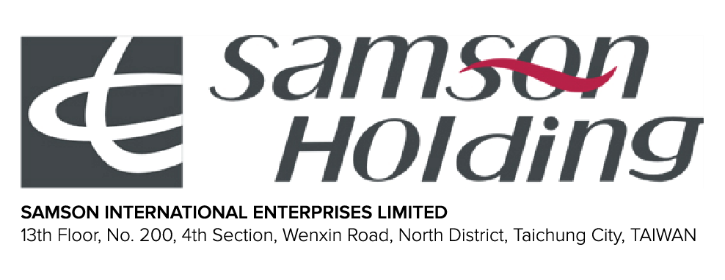 Samson
Holding
SAMSON INTERNATIONAL ENTERPRISES LIMITED
13th Floor, No. 200, 4th Section, Wenxin Road, North District, Taichung City, TAIWAN